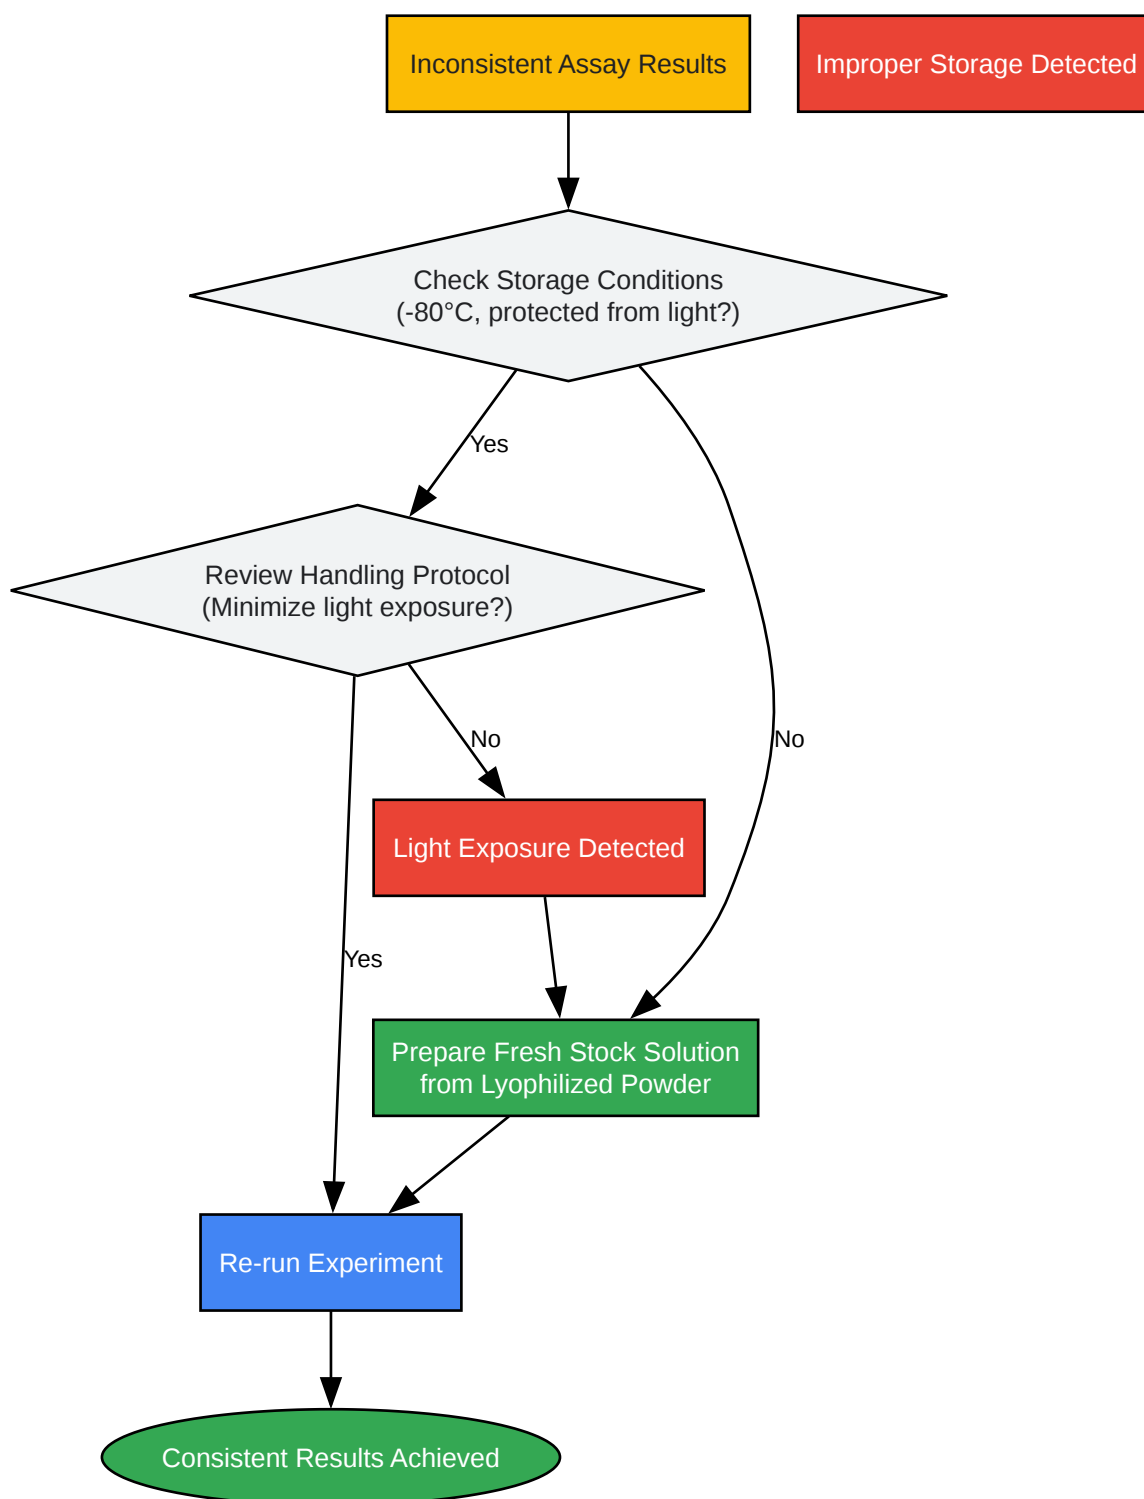 Inconsistent Assay Results
Improper Storage Detected
Check Storage Conditions
(-80°C, protected from light?)
Yes
Review Handling Protocol
(Minimize light exposure?)
No
No
Light Exposure Detected
Yes
Prepare Fresh Stock Solution
from Lyophilized Powder
Re-run Experiment
Consistent Results Achieved